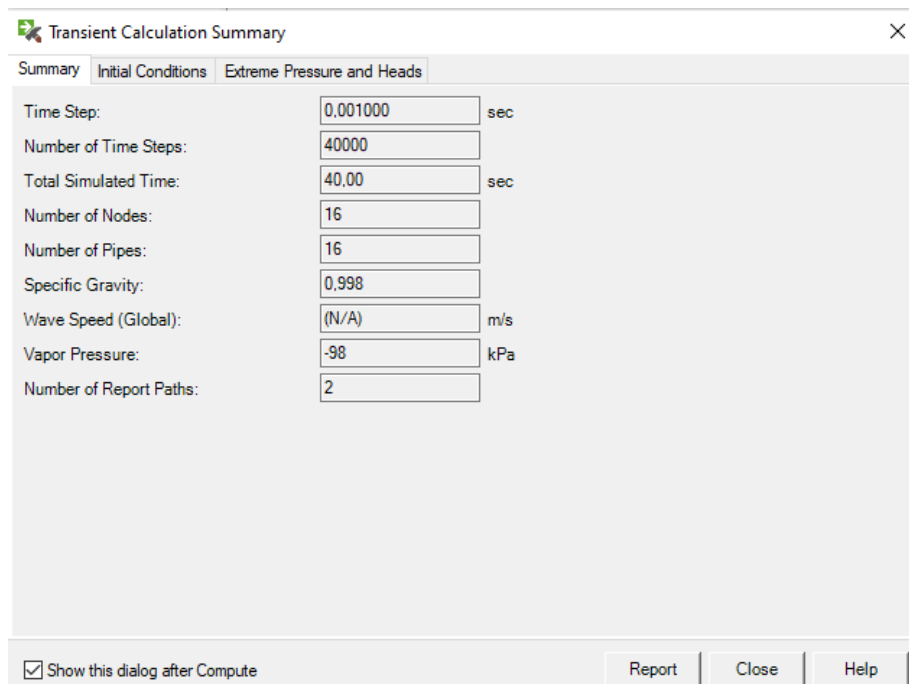 Transient Calculation Summary
Summary Initial Conditions Extreme Pressure and Heads
Time Step: 0,001000 sec
Number of Time Steps: 40000
Total Simulated Time: 40,00 sec
Number of Nodes: 16
Number of Pipes: 16
Specific Gravity: 0,998
Wave Speed (Global): (N/A) m/s
Vapor Pressure: -98 kPa
Number of Report Paths: 2
Show this dialog after Compute Report Close Help